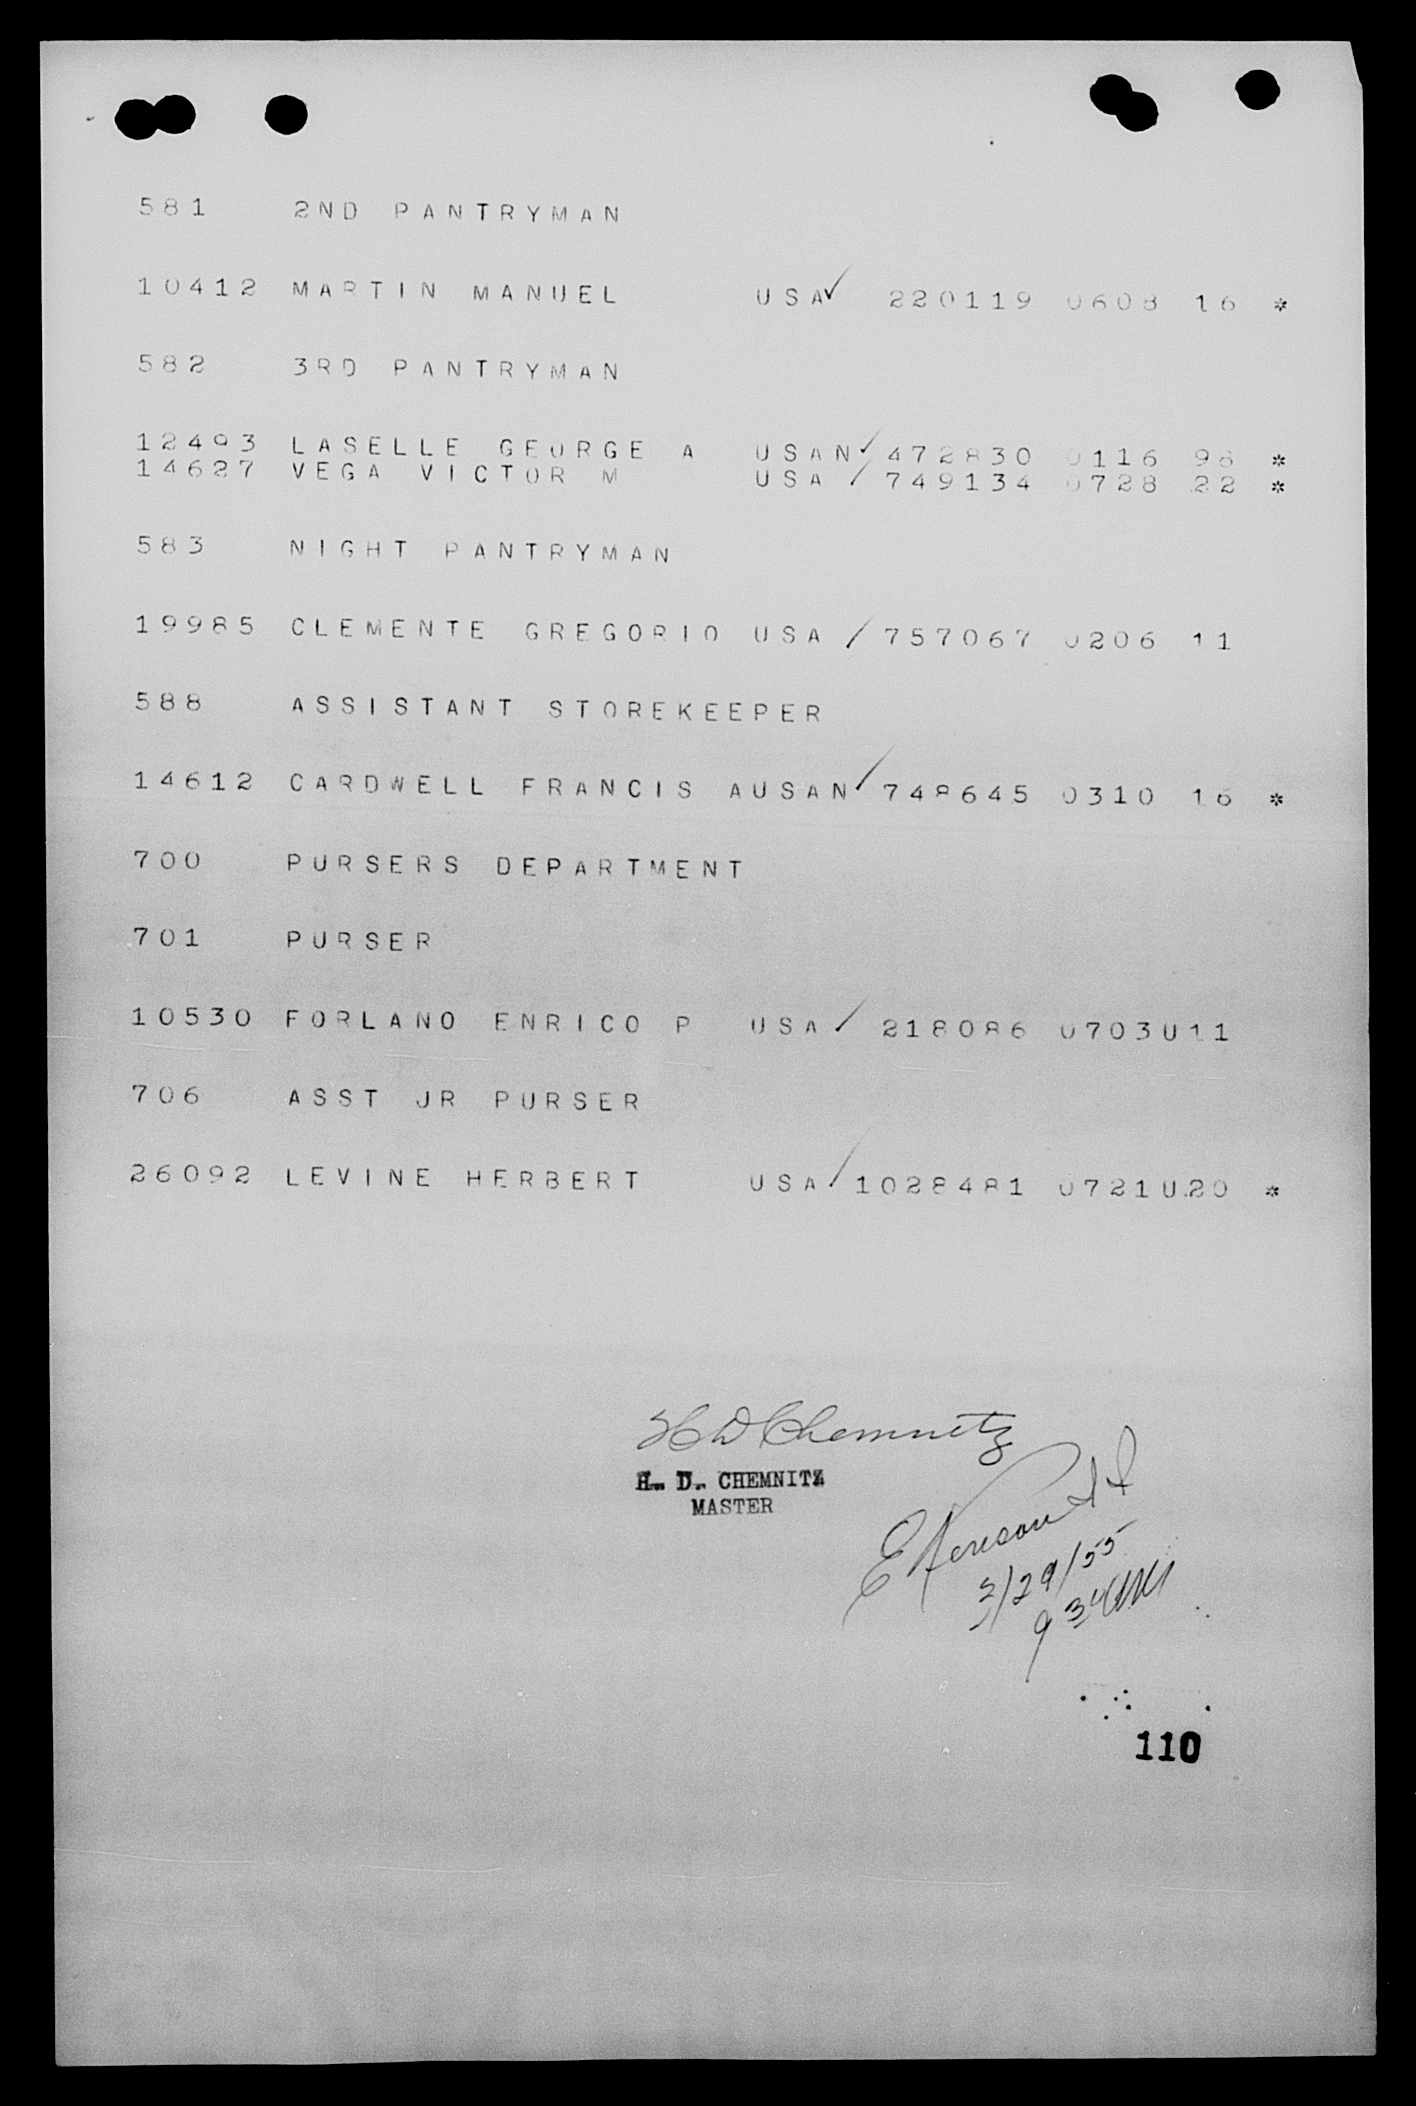 581 2ND PANTRYMAN
10412 MARTIN MANUEL USA✓ 220119 0608 16 *
582 3RD PANTRYMAN
12493 LASELLE GEORGE A USAN✓ 472830 0116 98 *
14627 VEGA VICTOR M USA / 749134 0728 22 *
583 NIGHT PANTRYMAN
19985 CLEMENTE GREGORIO USA / 757067 0206 11
588 ASSISTANT STOREKEEPER
14612 CARDWELL FRANCIS AUSAN✓ 748645 0310 16 *
700 PURSERS DEPARTMENT
701 PURSER
10530 FORLANO ENRICO P USA ✓ 218086 0703U11
706 ASST JR PURSER
26092 LEVINE HERBERT USA ✓ 1028481 0721U20 *
H D Chemnitz
H. D. CHEMNITZ
MASTER
/29/55
110